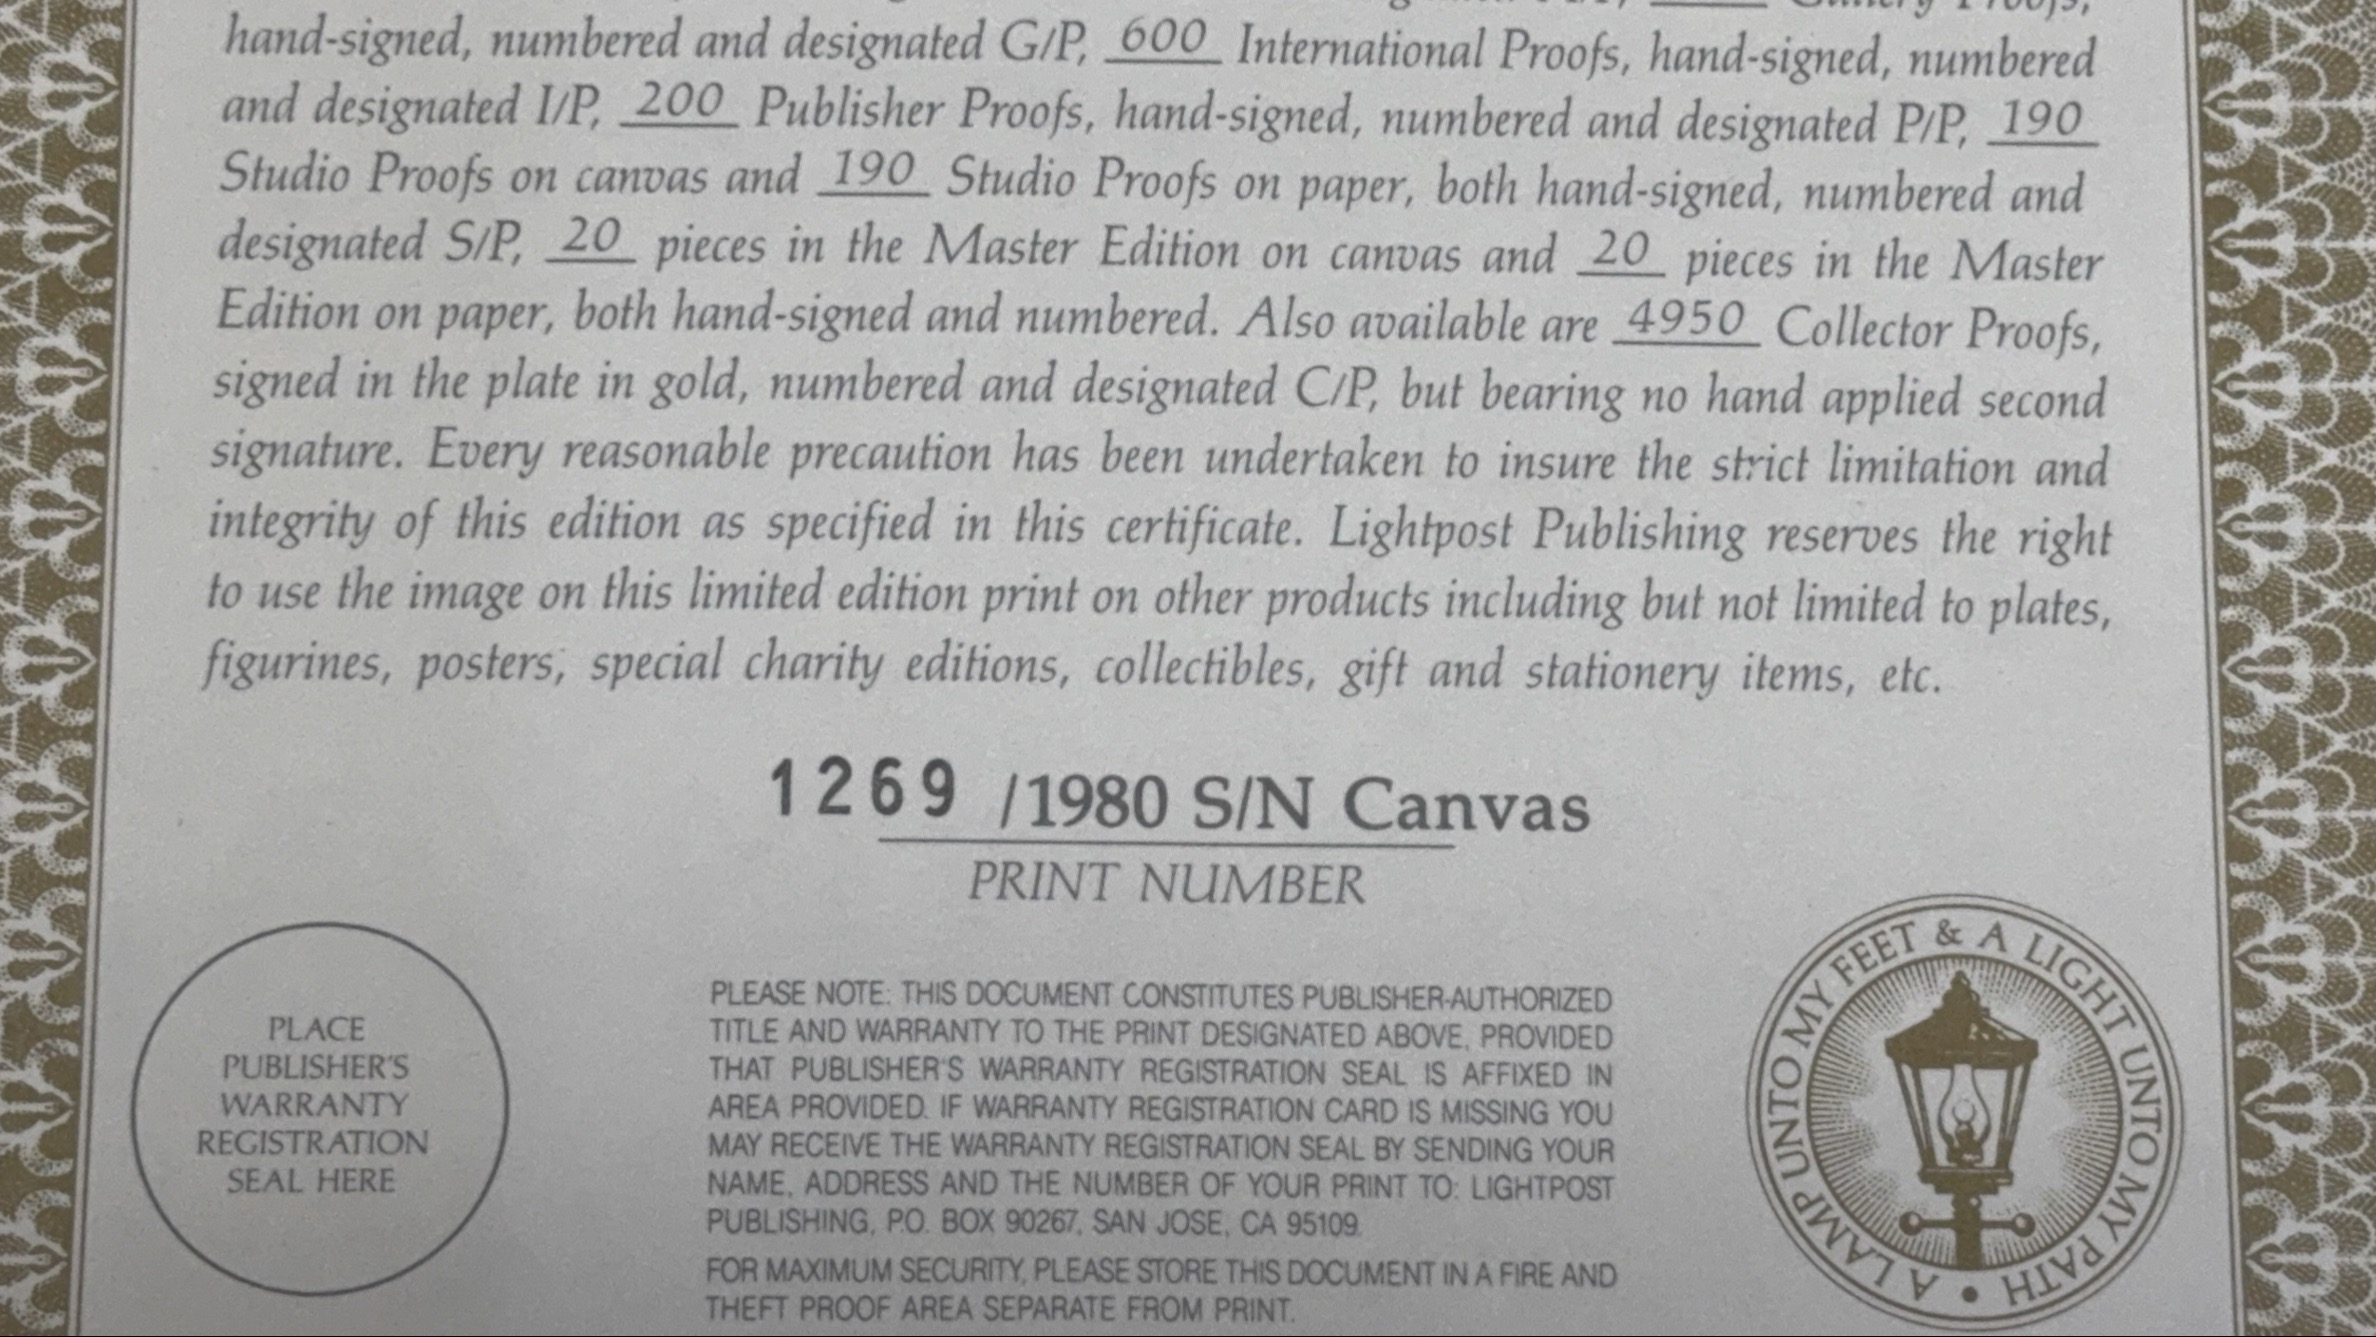 hand-signed, numbered and designated G/P, 600 International Proofs, hand-signed, numbered
and designated I/P, 200 Publisher Proofs, hand-signed, numbered and designated P/P, 190
Studio Proofs on canvas and 190 Studio Proofs on paper, both hand-signed, numbered and
designated S/P, 20 pieces in the Master Edition on canvas and 20 pieces in the Master
Edition on paper, both hand-signed and numbered. Also available are 4950 Collector Proofs,
signed in the plate in gold, numbered and designated C/P, but bearing no hand applied second
signature. Every reasonable precaution has been undertaken to insure the strict limitation and
integrity of this edition as specified in this certificate. Lightpost Publishing reserves the right
to use the image on this limited edition print on other products including but not limited to plates,
figurines, posters, special charity editions, collectibles, gift and stationery items, etc.
1269 /1980 S/N Canvas
PRINT NUMBER
PLACE
PUBLISHER'S
WARRANTY
REGISTRATION
SEAL HERE
PLEASE NOTE: THIS DOCUMENT CONSTITUTES PUBLISHER-AUTHORIZED
TITLE AND WARRANTY TO THE PRINT DESIGNATED ABOVE, PROVIDED
THAT PUBLISHER'S WARRANTY REGISTRATION SEAL IS AFFIXED IN
AREA PROVIDED. IF WARRANTY REGISTRATION CARD IS MISSING YOU
MAY RECEIVE THE WARRANTY REGISTRATION SEAL BY SENDING YOUR
NAME, ADDRESS AND THE NUMBER OF YOUR PRINT TO: LIGHTPOST
PUBLISHING, P.O. BOX 90267, SAN JOSE, CA 95109.
FOR MAXIMUM SECURITY, PLEASE STORE THIS DOCUMENT IN A FIRE AND
THEFT PROOF AREA SEPARATE FROM PRINT.
A LAMP UNTO MY FEET & A LIGHT UNTO MY PATH •